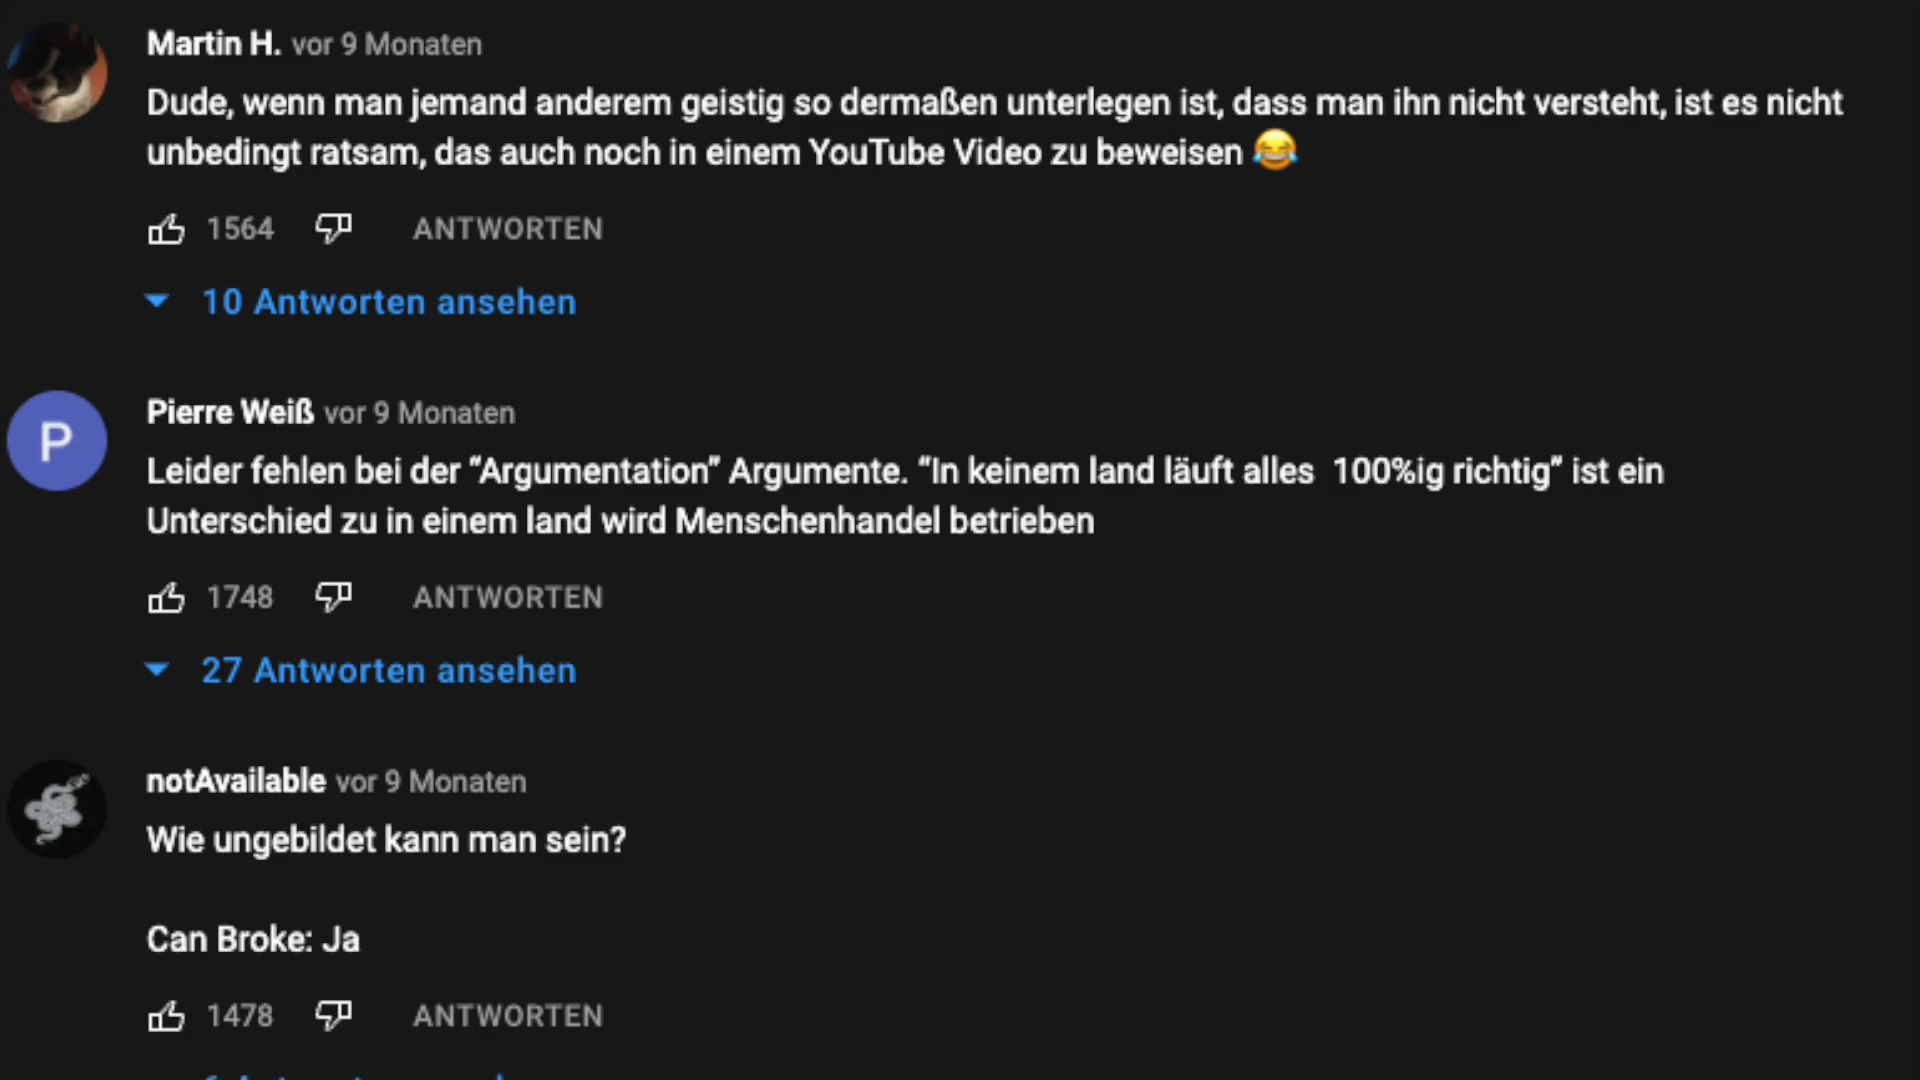 Martin H. vor 9 Monaten
Dude, wenn man jemand anderem geistig so dermaßen unterlegen ist, dass man ihn nicht versteht, ist es nicht
unbedingt ratsam, das auch noch in einem YouTube Video zu beweisen 😂
1564 ANTWORTEN
10 Antworten ansehen
P
Pierre Weiß vor 9 Monaten
Leider fehlen bei der “Argumentation” Argumente. “In keinem land läuft alles  100%ig richtig” ist ein
Unterschied zu in einem land wird Menschenhandel betrieben
1748 ANTWORTEN
27 Antworten ansehen
notAvailable vor 9 Monaten
Wie ungebildet kann man sein?
Can Broke: Ja
1478 ANTWORTEN